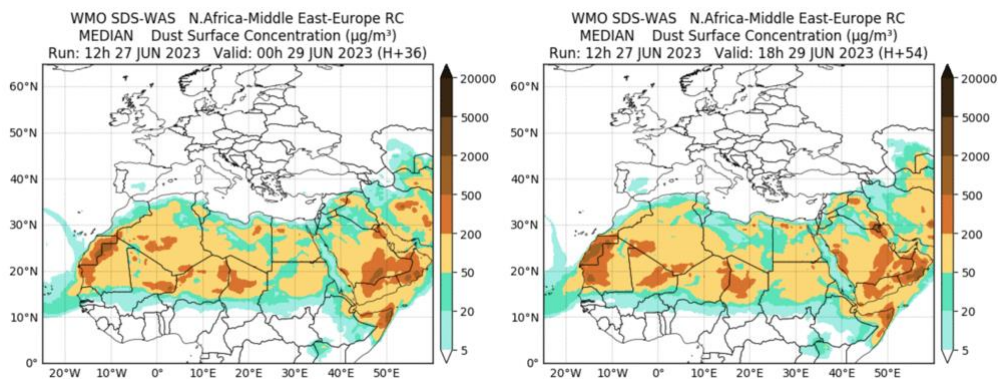 WMO SDS-WAS N.Africa-Middle East-Europe RC
MEDIAN Dust Surface Concentration (µg/m³)
Run: 12h 27 JUN 2023 Valid: 00h 29 JUN 2023 (H+36)
60°N
50°N
40°N
30°N
20°N
10°N
0°
20°W
10°W
0°
10°E
20°E
30°E
40°E
50°E
20000
5000
2000
500
200
50
20
5
WMO SDS-WAS N.Africa-Middle East-Europe RC
MEDIAN Dust Surface Concentration (µg/m³)
Run: 12h 27 JUN 2023 Valid: 18h 29 JUN 2023 (H+54)
60°N
50°N
40°N
30°N
20°N
10°N
0°
20°W
10°W
0°
10°E
20°E
30°E
40°E
50°E
20000
5000
2000
500
200
50
20
5